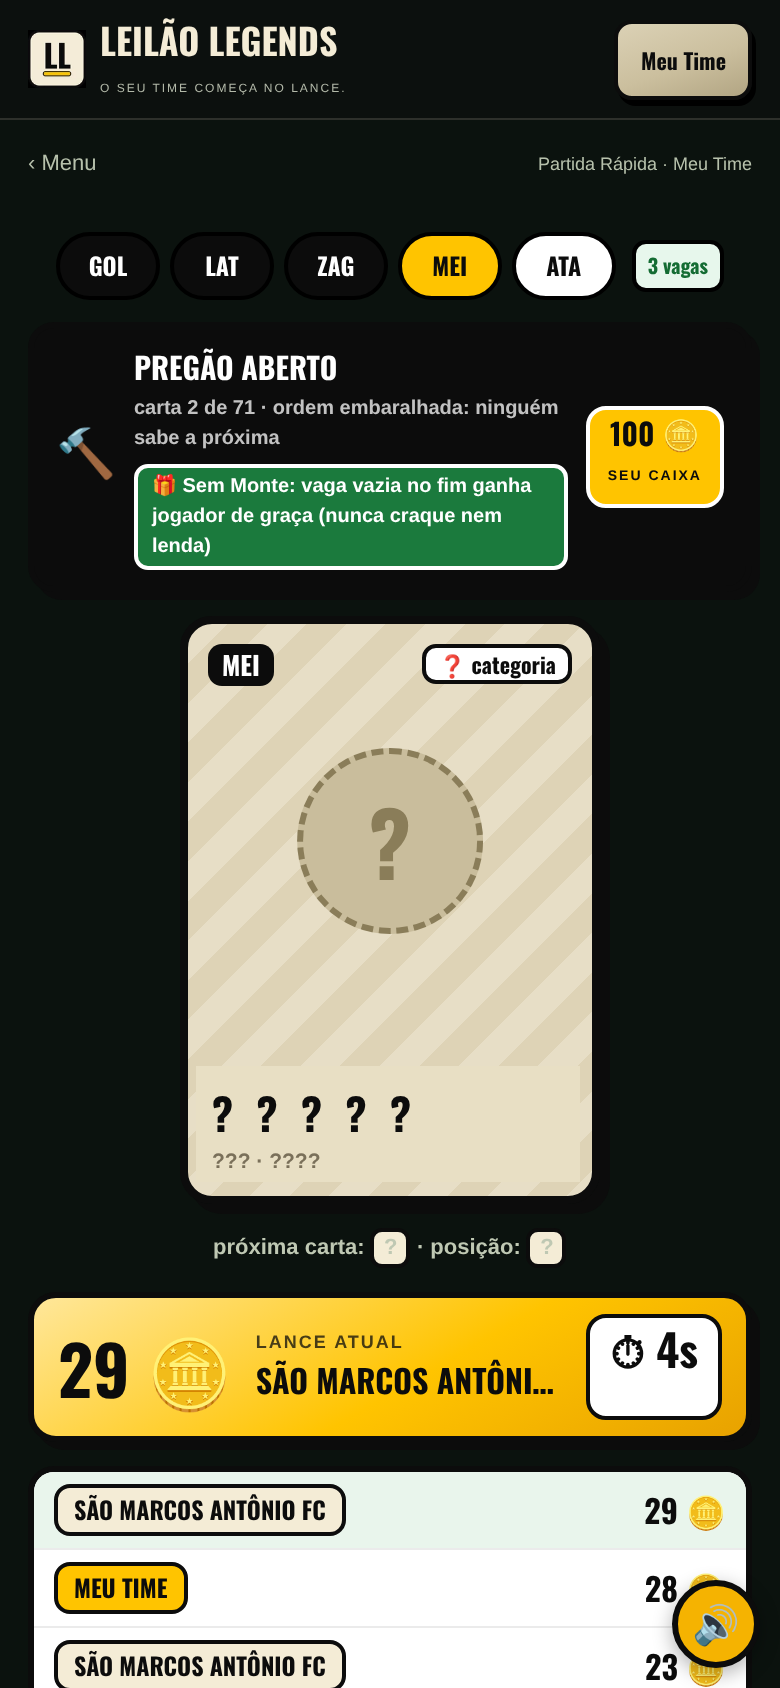 LL
LEILÃO LEGENDS
O SEU TIME COMEÇA NO LANCE.
Meu Time
‹ Menu
Partida Rápida · Meu Time
GOL
LAT
ZAG
MEI
ATA
3 vagas
PREGÃO ABERTO
carta 2 de 71 · ordem embaralhada: ninguém
sabe a próxima
🎁 Sem Monte: vaga vazia no fim ganha
jogador de graça (nunca craque nem
lenda)
100
SEU CAIXA
MEI
❓ categoria
?
? ? ? ? ?
??? · ????
próxima carta: ? · posição: ?
29
LANCE ATUAL
SÃO MARCOS ANTÔNI...
⏱ 4s
SÃO MARCOS ANTÔNIO FC
29
MEU TIME
28
SÃO MARCOS ANTÔNIO FC
23